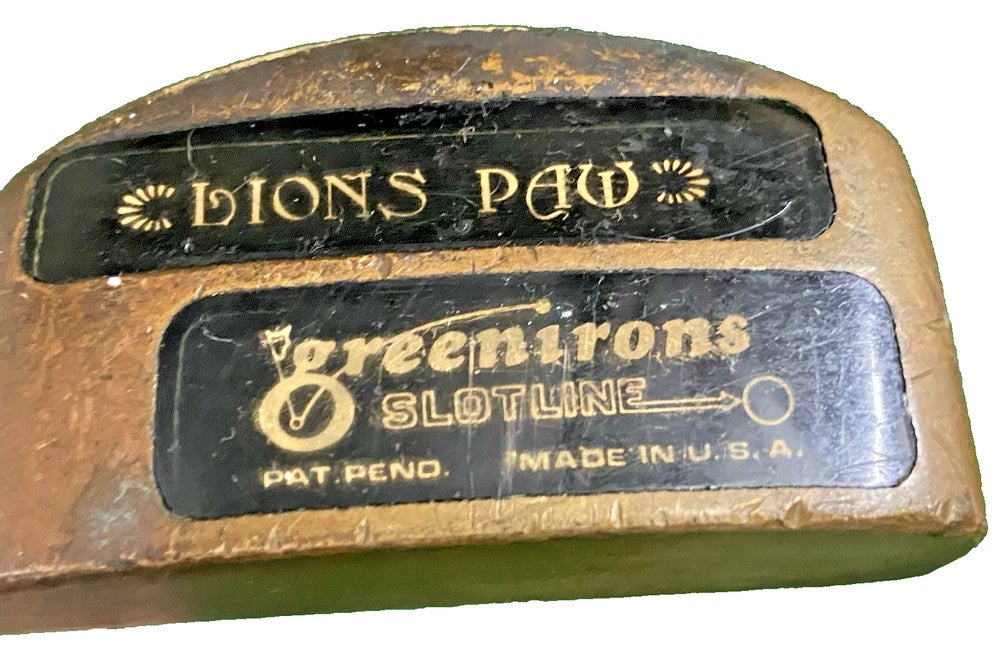 LIONS PAW
greenirons
SLOTLINE
PAT. PEND. MADE IN U.S.A.